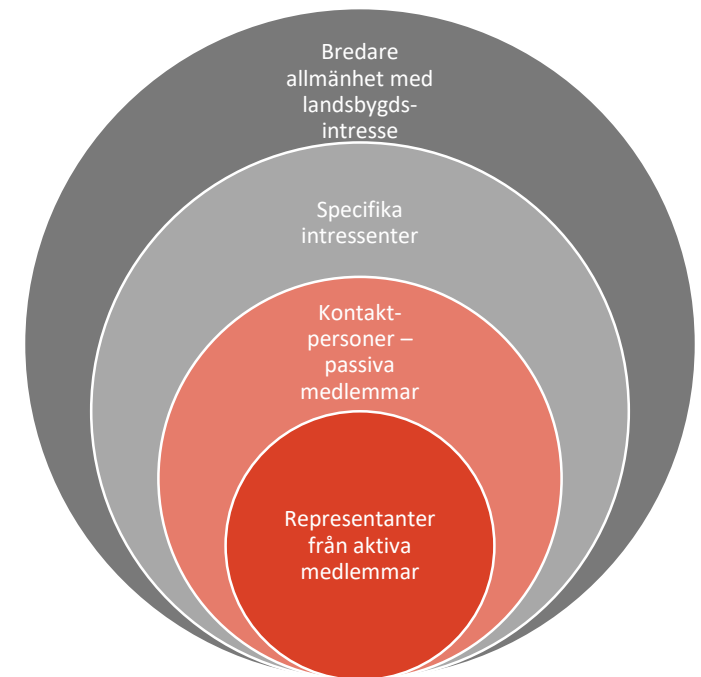 Bredare
allmänhet med
landsbygds-
intresse
Specifika
intressenter
Kontakt-
personer –
passiva
medlemmar
Representanter
från aktiva
medlemmar